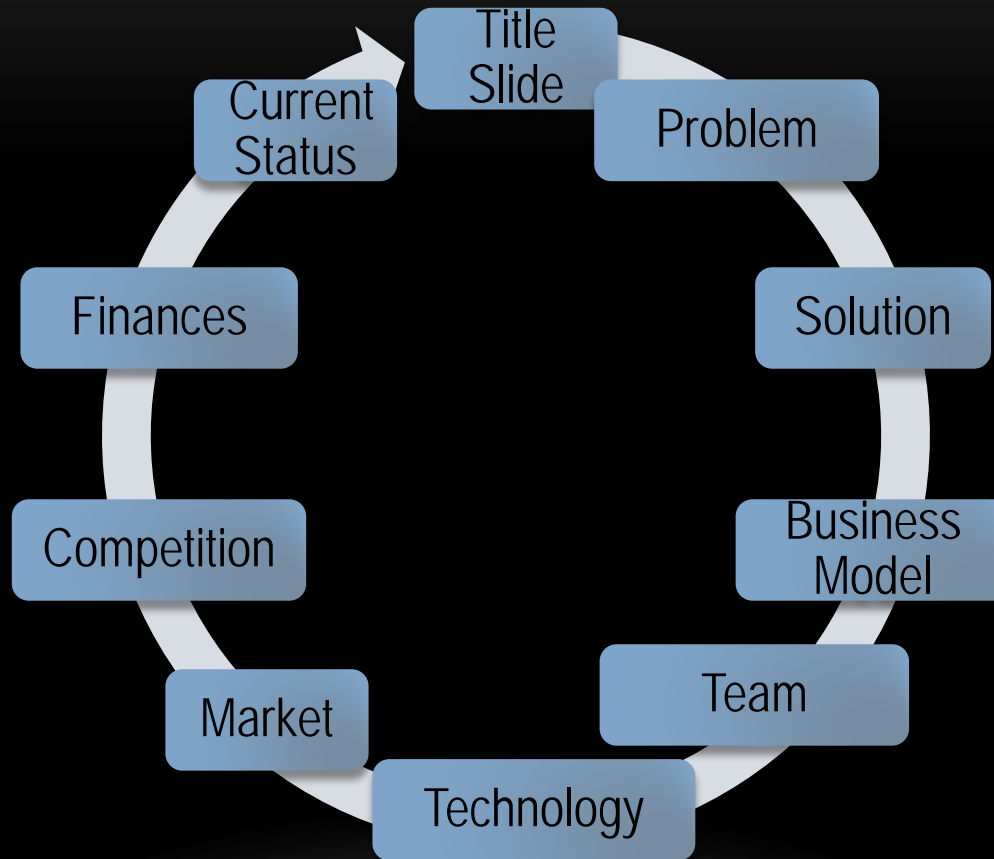 Title
Slide
Problem
Solution
Business
Model
Team
Technology
Market
Competition
Finances
Current
Status